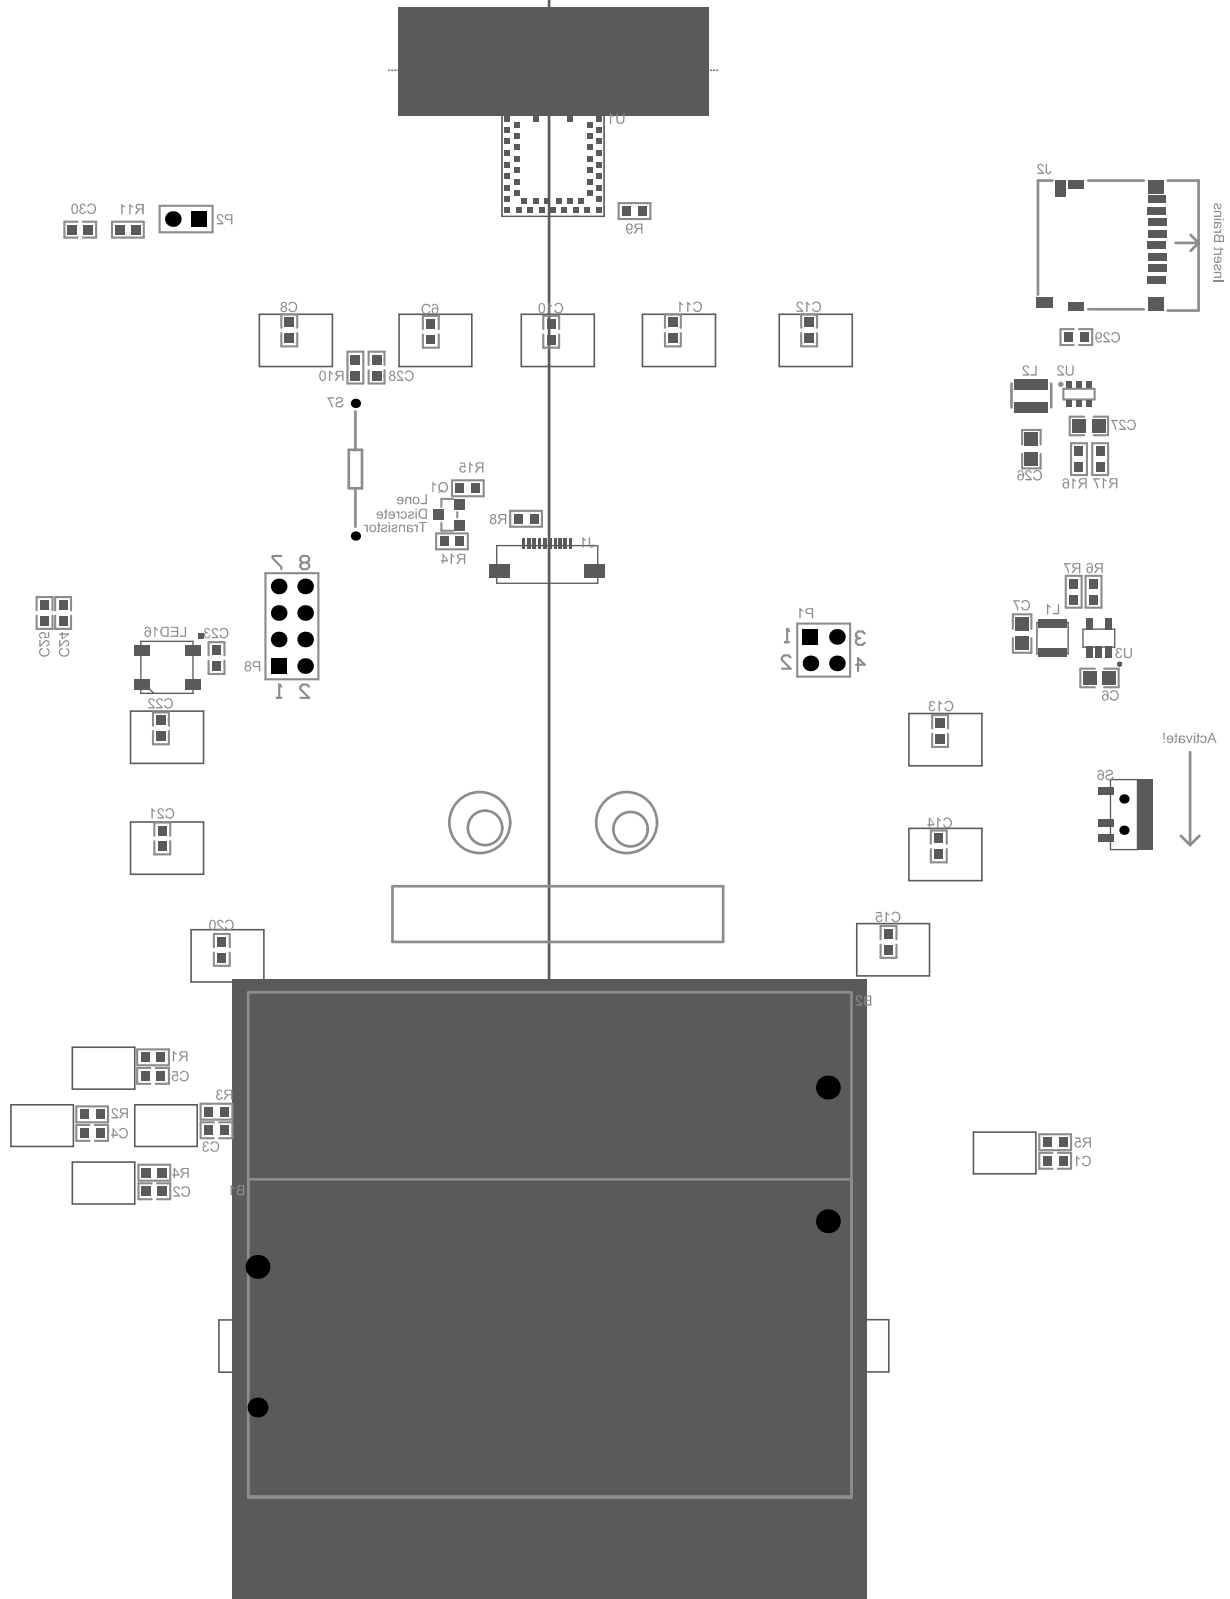 U1
J2
C30
R11
P2
R9
Insert Brains
C8
C9
C10
C11
C12
C29
R10
C28
L2
U2
S7
C27
C26
R16
R17
R15
Q1
Lone
Discrete
Transistor
R8
R14
J1
7 8
R7
R6
C25
C24
LED16
C23
P8
1 2
P1
1
3
2
4
C7
L1
U3
C6
C22
C13
Activate!
S6
C21
C14
C20
C15
B2
R1
C5
R3
R2
C4
C3
R4
C2
B1
R5
C1